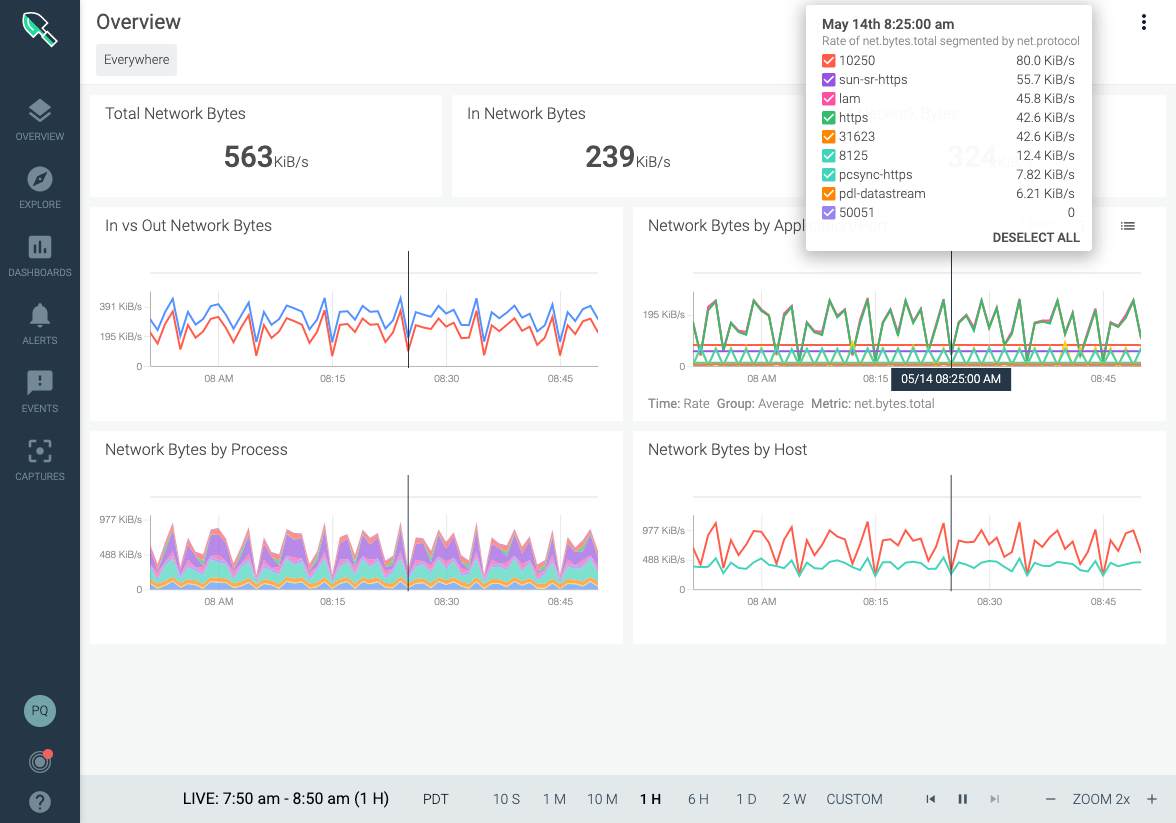 Overview
Everywhere
May 14th 8:25:00 am
Rate of net.bytes.total segmented by net.protocol
10250 80.0 KiB/s
sun-sr-https 55.7 KiB/s
lam 45.8 KiB/s
https 42.6 KiB/s
31623 42.6 KiB/s
8125 12.4 KiB/s
pcsync-https 7.82 KiB/s
pdl-datastream 6.21 KiB/s
50051 0
DESELECT ALL
OVERVIEW
EXPLORE
DASHBOARDS
ALERTS
EVENTS
CAPTURES
PQ
Total Network Bytes
563KiB/s
In Network Bytes
239KiB/s
Network Bytes
324
In vs Out Network Bytes
391 KiB/s
195 KiB/s
0
08 AM 08:15 08:30 08:45
Network Bytes by Application/Port
195 KiB/s
0
08 AM 08:15 08:45
05/14 08:25:00 AM
Time: Rate Group: Average Metric: net.bytes.total
Network Bytes by Process
977 KiB/s
488 KiB/s
0
08 AM 08:15 08:30 08:45
Network Bytes by Host
977 KiB/s
488 KiB/s
0
08 AM 08:15 08:30 08:45
LIVE: 7:50 am - 8:50 am (1 H) PDT 10 S 1 M 10 M 1 H 6 H 1 D 2 W CUSTOM ZOOM 2x